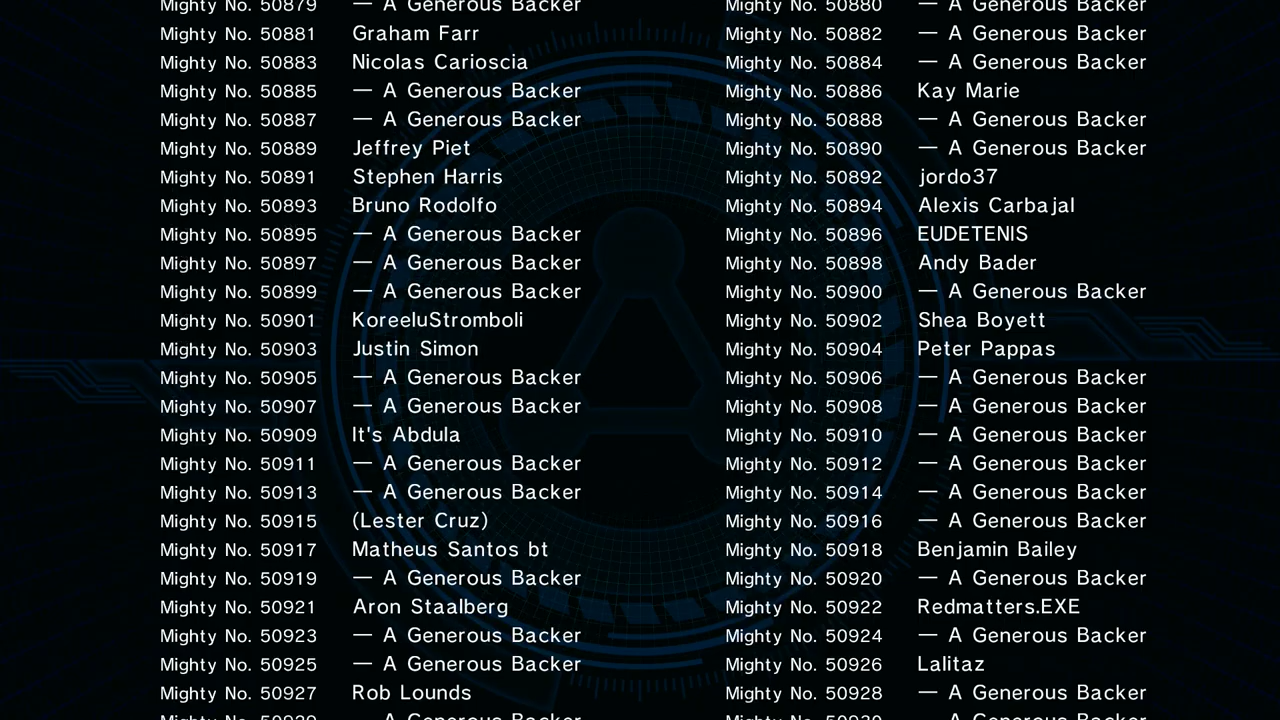 Mighty No. 50879 — A Generous Backer Mighty No. 50880 — A Generous Backer
Mighty No. 50881 Graham Farr Mighty No. 50882 — A Generous Backer
Mighty No. 50883 Nicolas Carioscia Mighty No. 50884 — A Generous Backer
Mighty No. 50885 — A Generous Backer Mighty No. 50886 Kay Marie
Mighty No. 50887 — A Generous Backer Mighty No. 50888 — A Generous Backer
Mighty No. 50889 Jeffrey Piet Mighty No. 50890 — A Generous Backer
Mighty No. 50891 Stephen Harris Mighty No. 50892 jordo37
Mighty No. 50893 Bruno Rodolfo Mighty No. 50894 Alexis Carbajal
Mighty No. 50895 — A Generous Backer Mighty No. 50896 EUDETENIS
Mighty No. 50897 — A Generous Backer Mighty No. 50898 Andy Bader
Mighty No. 50899 — A Generous Backer Mighty No. 50900 — A Generous Backer
Mighty No. 50901 KoreeluStromboli Mighty No. 50902 Shea Boyett
Mighty No. 50903 Justin Simon Mighty No. 50904 Peter Pappas
Mighty No. 50905 — A Generous Backer Mighty No. 50906 — A Generous Backer
Mighty No. 50907 — A Generous Backer Mighty No. 50908 — A Generous Backer
Mighty No. 50909 It's Abdula Mighty No. 50910 — A Generous Backer
Mighty No. 50911 — A Generous Backer Mighty No. 50912 — A Generous Backer
Mighty No. 50913 — A Generous Backer Mighty No. 50914 — A Generous Backer
Mighty No. 50915 (Lester Cruz) Mighty No. 50916 — A Generous Backer
Mighty No. 50917 Matheus Santos bt Mighty No. 50918 Benjamin Bailey
Mighty No. 50919 — A Generous Backer Mighty No. 50920 — A Generous Backer
Mighty No. 50921 Aron Staalberg Mighty No. 50922 Redmatters.EXE
Mighty No. 50923 — A Generous Backer Mighty No. 50924 — A Generous Backer
Mighty No. 50925 — A Generous Backer Mighty No. 50926 Lalitaz
Mighty No. 50927 Rob Lounds Mighty No. 50928 — A Generous Backer